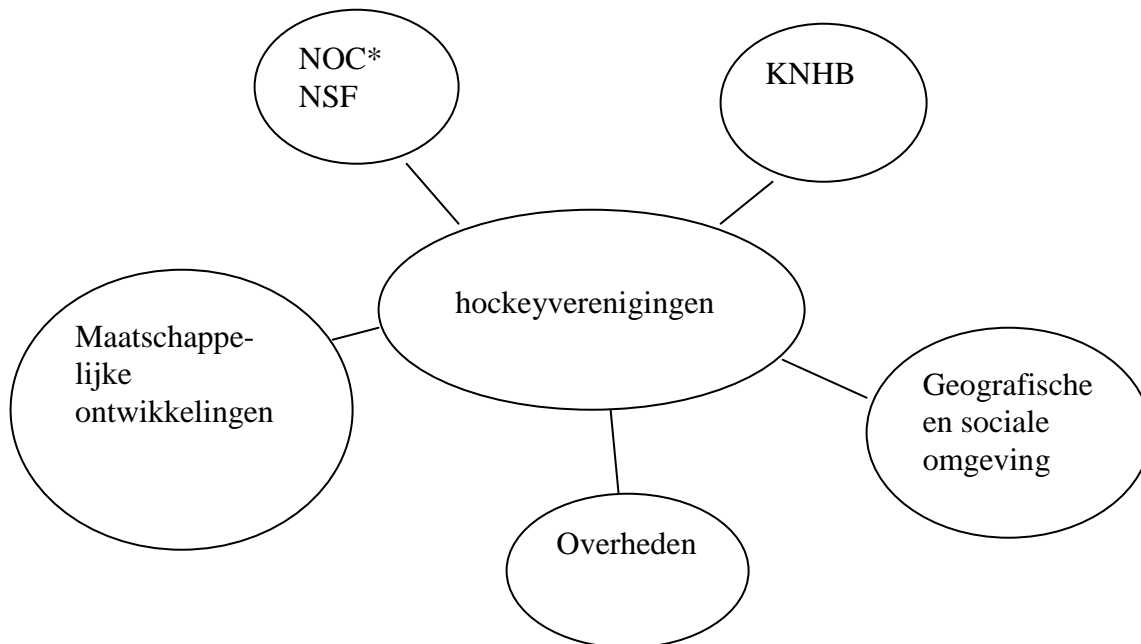 NOC*
NSF
KNHB
hockeyverenigingen
Maatschappe-
lijke
ontwikkelingen
Geografische
en sociale
omgeving
Overheden